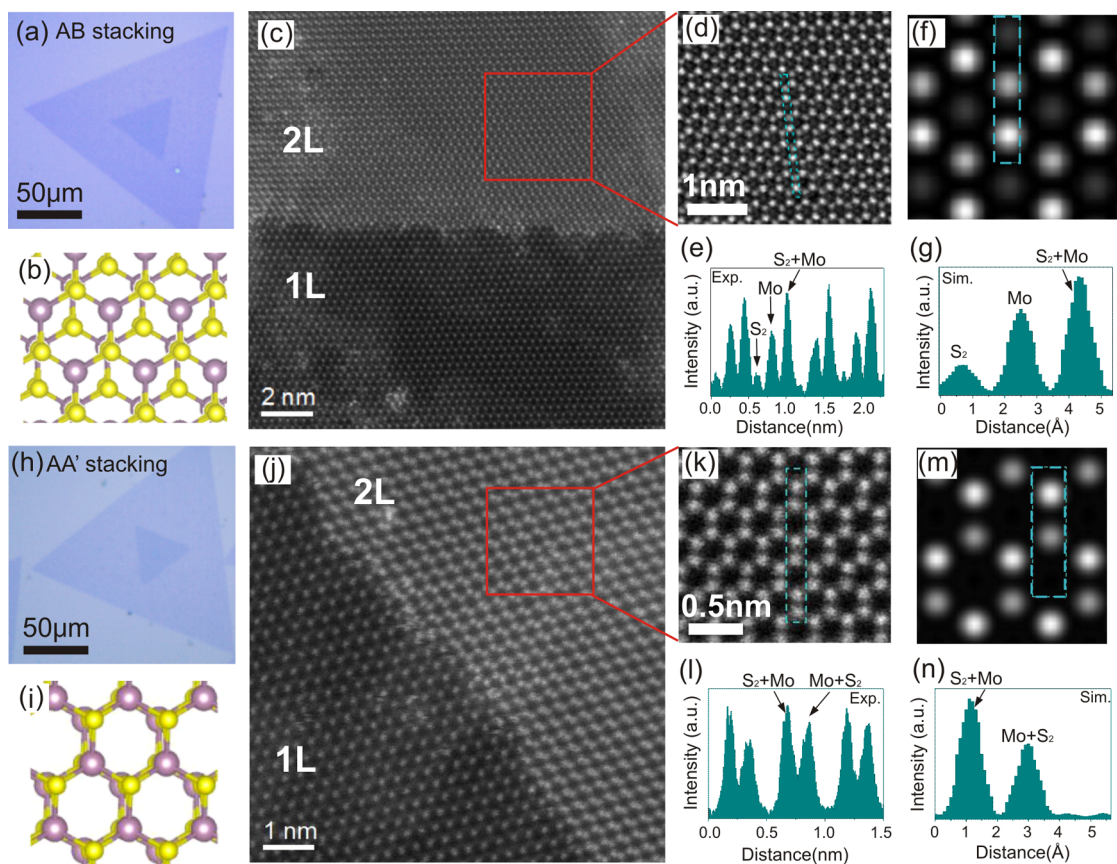 (a) AB stacking
50μm
(b)
(c)
2L
1L
2 nm
(d)
1nm
(e)
Exp.
S₂
Mo
S₂+Mo
Intensity (a.u.)
0.0 0.5 1.0 1.5 2.0
Distance(nm)
(f)
(g)
Sim.
S₂
Mo
S₂+Mo
Intensity (a.u.)
0 1 2 3 4 5
Distance(Å)
(h) AA’ stacking
50μm
(i)
(j)
2L
1L
1 nm
(k)
0.5nm
(l)
S₂+Mo Mo+S₂
Exp.
Intensity (a.u.)
0.0 0.5 1.0 1.5
Distance(nm)
(m)
(n)
S₂+Mo
Sim.
Mo+S₂
Intensity (a.u.)
0 1 2 3 4 5
Distance(Å)